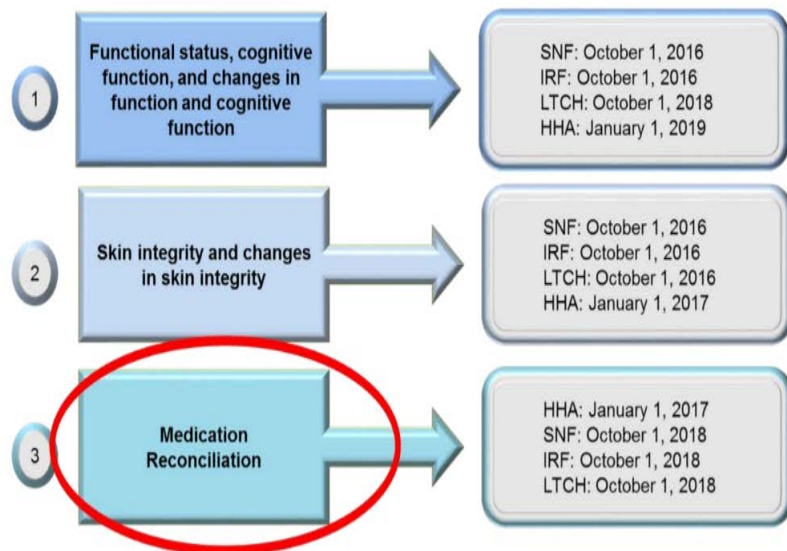 1
Functional status, cognitive
function, and changes in
function and cognitive
function
SNF: October 1, 2016
IRF: October 1, 2016
LTCH: October 1, 2018
HHA: January 1, 2019
2
Skin integrity and changes
in skin integrity
SNF: October 1, 2016
IRF: October 1, 2016
LTCH: October 1, 2016
HHA: January 1, 2017
3
Medication
Reconciliation
HHA: January 1, 2017
SNF: October 1, 2018
IRF: October 1, 2018
LTCH: October 1, 2018